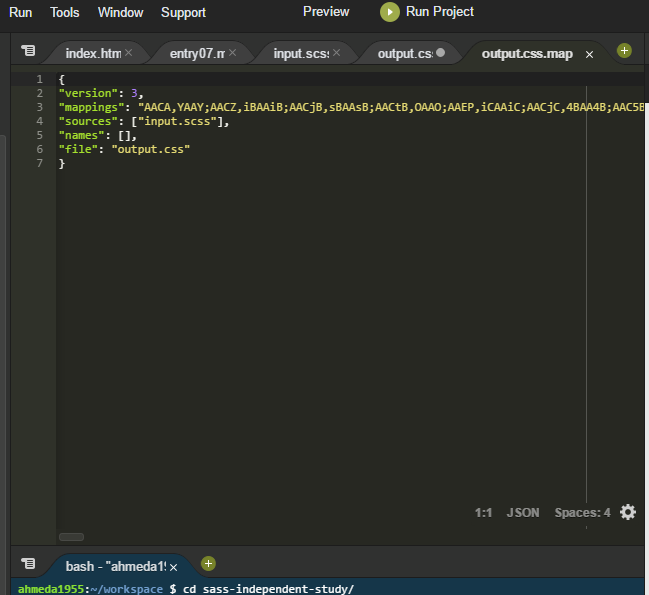 Run Tools Window Support Preview Run Project
index.htm entry07.m input.scss output.css output.css.map
1 {
2 "version": 3,
3 "mappings": "AACA,YAAY;AACZ,iBAAiB;AACjB,sBAAsB;AACtB,OAAO;AAEP,iCAAiC;AACjC,4BAA4B;AAC5B
4 "sources": ["input.scss"],
5 "names": [],
6 "file": "output.css"
7 }
1:1 JSON Spaces: 4
bash - "ahmeda19
ahmeda1955:~/workspace $ cd sass-independent-study/